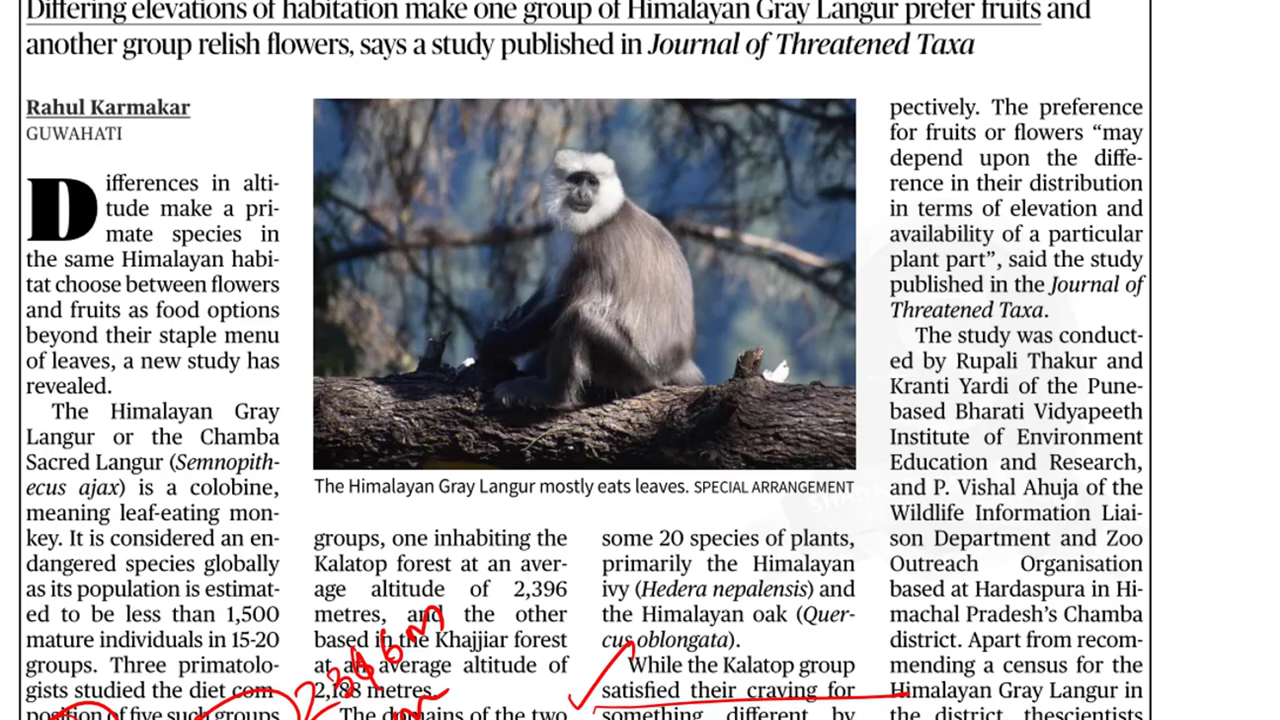 Differing elevations of habitation make one group of Himalayan Gray Langur prefer fruits and
another group relish flowers, says a study published in Journal of Threatened Taxa
Rahul Karmakar
GUWAHATI
Differences in alti-
tude make a pri-
mate species in
the same Himalayan habi-
tat choose between flowers
and fruits as food options
beyond their staple menu
of leaves, a new study has
revealed.
The Himalayan Gray
Langur or the Chamba
Sacred Langur (Semnopith-
ecus ajax) is a colobine,
meaning leaf-eating mon-
key. It is considered an en-
dangered species globally
as its population is estimat-
ed to be less than 1,500
mature individuals in 15-20
groups. Three primatolo-
gists studied the diet com-
position of five such groups
The Himalayan Gray Langur mostly eats leaves. SPECIAL ARRANGEMENT
groups, one inhabiting the
Kalatop forest at an aver-
age altitude of 2,396
metres, and the other
based in the Khajjiar forest
at an average altitude of
2,188 metres.
The domains of the two
2396m
some 20 species of plants,
primarily the Himalayan
ivy (Hedera nepalensis) and
the Himalayan oak (Quer-
cus oblongata).
While the Kalatop group
satisfied their craving for
something different by
pectively. The preference
for fruits or flowers “may
depend upon the diffe-
rence in their distribution
in terms of elevation and
availability of a particular
plant part”, said the study
published in the Journal of
Threatened Taxa.
The study was conduct-
ed by Rupali Thakur and
Kranti Yardi of the Pune-
based Bharati Vidyapeeth
Institute of Environment
Education and Research,
and P. Vishal Ahuja of the
Wildlife Information Liai-
son Department and Zoo
Outreach Organisation
based at Hardaspura in Hi-
machal Pradesh’s Chamba
district. Apart from recom-
mending a census for the
Himalayan Gray Langur in
the district, thescientists